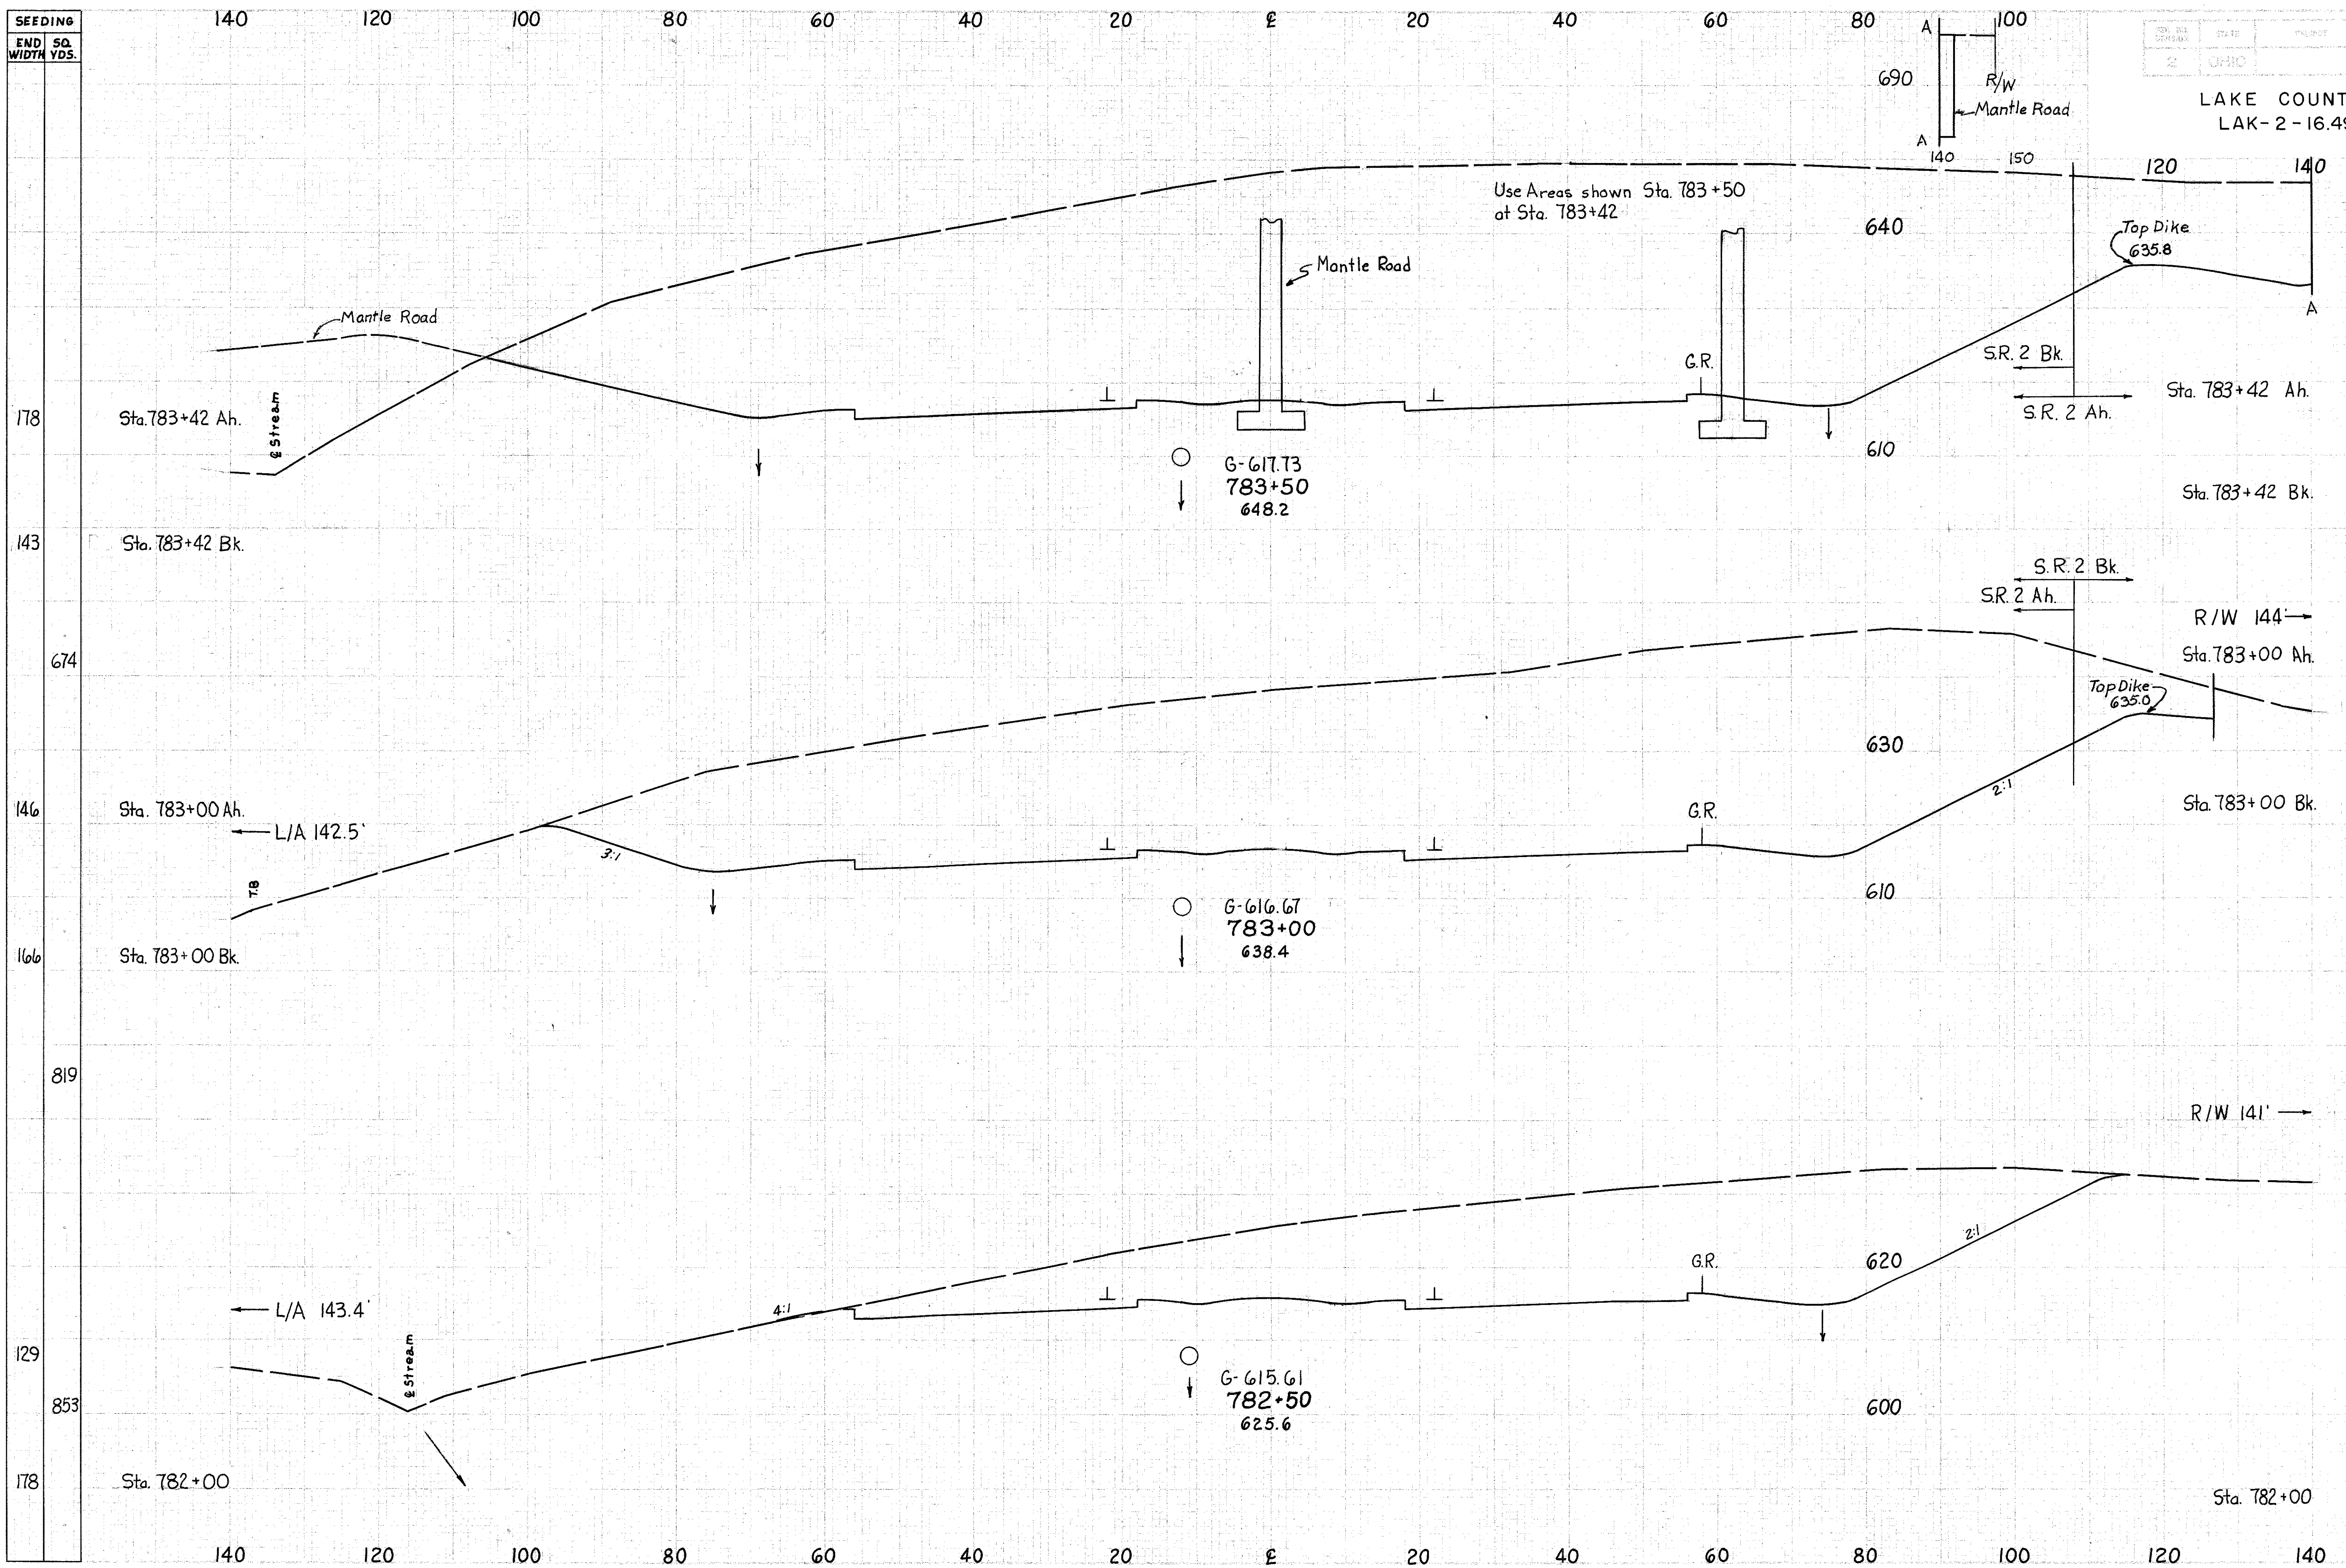 SEEDING
END WIDTH
SQ. YDS.
140 120 100 80 60 40 20 ℄ 20 40 60 80 100
A
690
R/W
Mantle Road
A
140 150
2 OHIO
LAKE COUNT
LAK-2-16.49
120 140
Use Areas shown Sta. 783+50
at Sta. 783+42
640
Top Dike
635.8
Mantle Road
Mantle Road
A
S.R. 2 Bk.
G.R.
178
Sta. 783+42 Ah.
℄ Stream
S.R. 2 Ah.
Sta. 783+42 Ah.
610
G-617.73
783+50
648.2
Sta. 783+42 Bk.
143
Sta. 783+42 Bk.
S.R. 2 Bk.
S.R. 2 Ah.
R/W 144'
674
Sta. 783+00 Ah.
Top Dike
635.0
630
2:1
146
Sta. 783+00 Ah.
Sta. 783+00 Bk.
L/A 142.5'
G.R.
3:1
T.B
610
G-616.67
783+00
638.4
166
Sta. 783+00 Bk.
819
R/W 141'
2:1
620
G.R.
L/A 143.4'
4:1
129
℄ Stream
G-615.61
782+50
625.6
853
600
178
Sta. 782+00
Sta. 782+00
140 120 100 80 60 40 20 ℄ 20 40 60 80 100 120 140